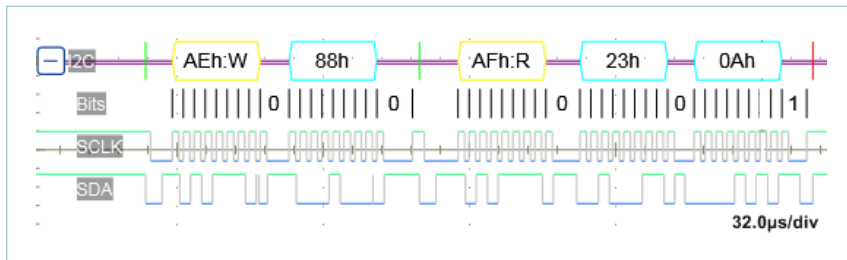 I2C AEh:W 88h AFh:R 23h 0Ah
Bits 0 0 0 0 1
SCLK
SDA
32.0µs/div